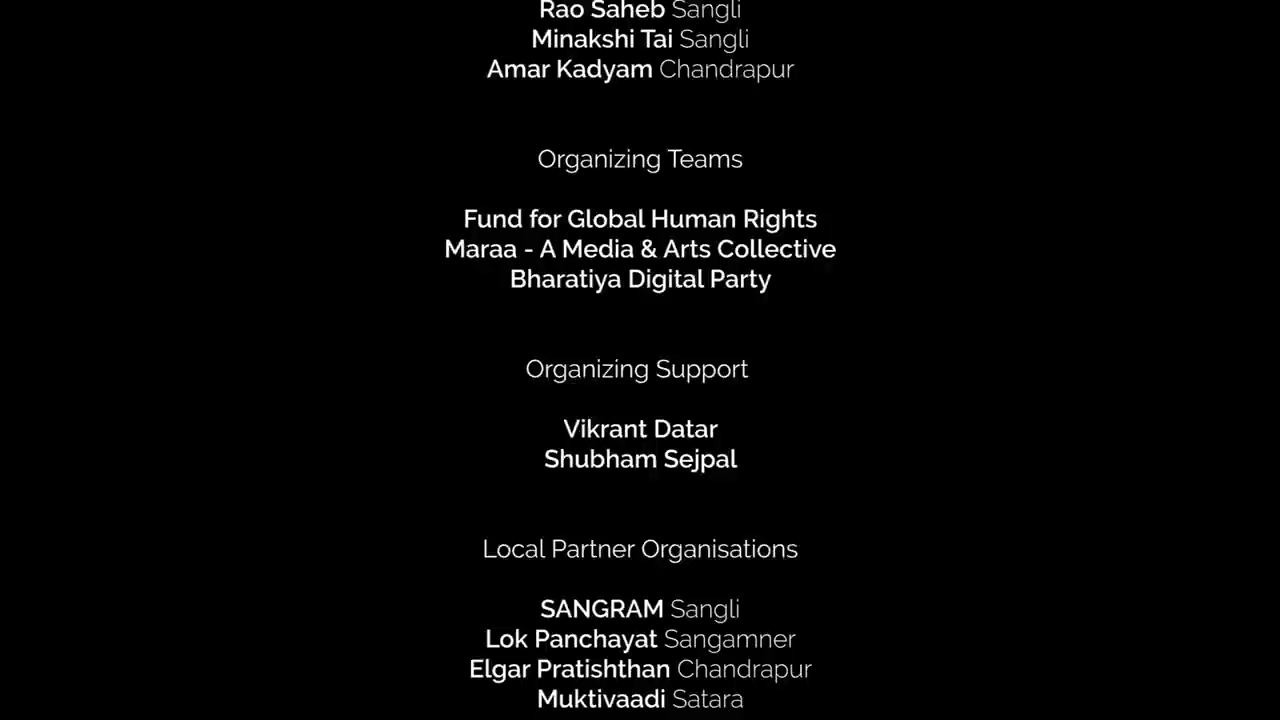 Rao Saheb Sangli
Minakshi Tai Sangli
Amar Kadyam Chandrapur
Organizing Teams
Fund for Global Human Rights
Maraa - A Media & Arts Collective
Bharatiya Digital Party
Organizing Support
Vikrant Datar
Shubham Sejpal
Local Partner Organisations
SANGRAM Sangli
Lok Panchayat Sangamner
Elgar Pratishthan Chandrapur
Muktivaadi Satara